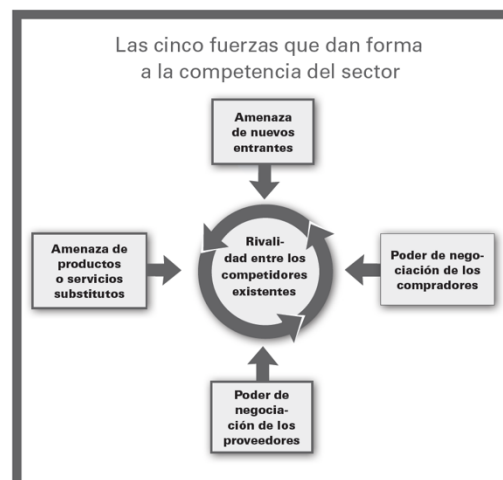 Las cinco fuerzas que dan forma
a la competencia del sector
Amenaza
de nuevos
entrantes
Amenaza de
productos
o servicios
substitutos
Rivali-
dad entre los
competidores
existentes
Poder de nego-
ciación de los
compradores
Poder de
negocia-
ción de los
proveedores